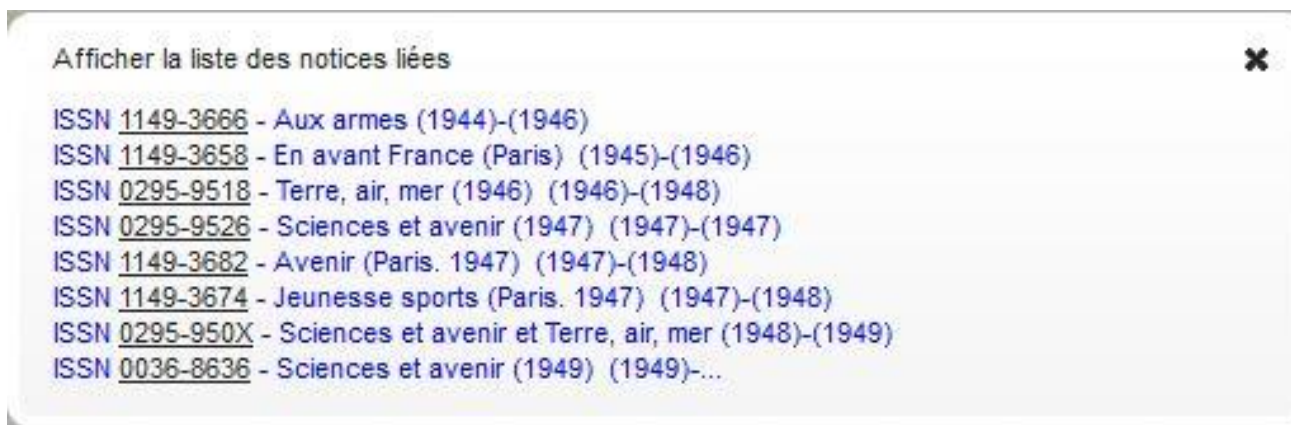 Afficher la liste des notices liées
ISSN 1149-3666 - Aux armes (1944)-(1946)
ISSN 1149-3658 - En avant France (Paris) (1945)-(1946)
ISSN 0295-9518 - Terre, air, mer (1946) (1946)-(1948)
ISSN 0295-9526 - Sciences et avenir (1947) (1947)-(1947)
ISSN 1149-3682 - Avenir (Paris. 1947) (1947)-(1948)
ISSN 1149-3674 - Jeunesse sports (Paris. 1947) (1947)-(1948)
ISSN 0295-950X - Sciences et avenir et Terre, air, mer (1948)-(1949)
ISSN 0036-8636 - Sciences et avenir (1949) (1949)-...